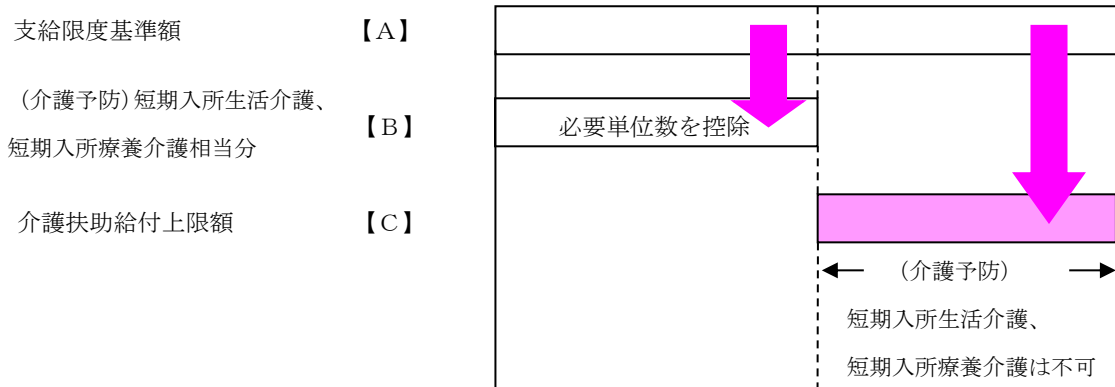 支給限度基準額 【A】
（介護予防）短期入所生活介護、
短期入所療養介護相当分
【B】
必要単位数を控除
介護扶助給付上限額 【C】
（介護予防）
短期入所生活介護、
短期入所療養介護は不可